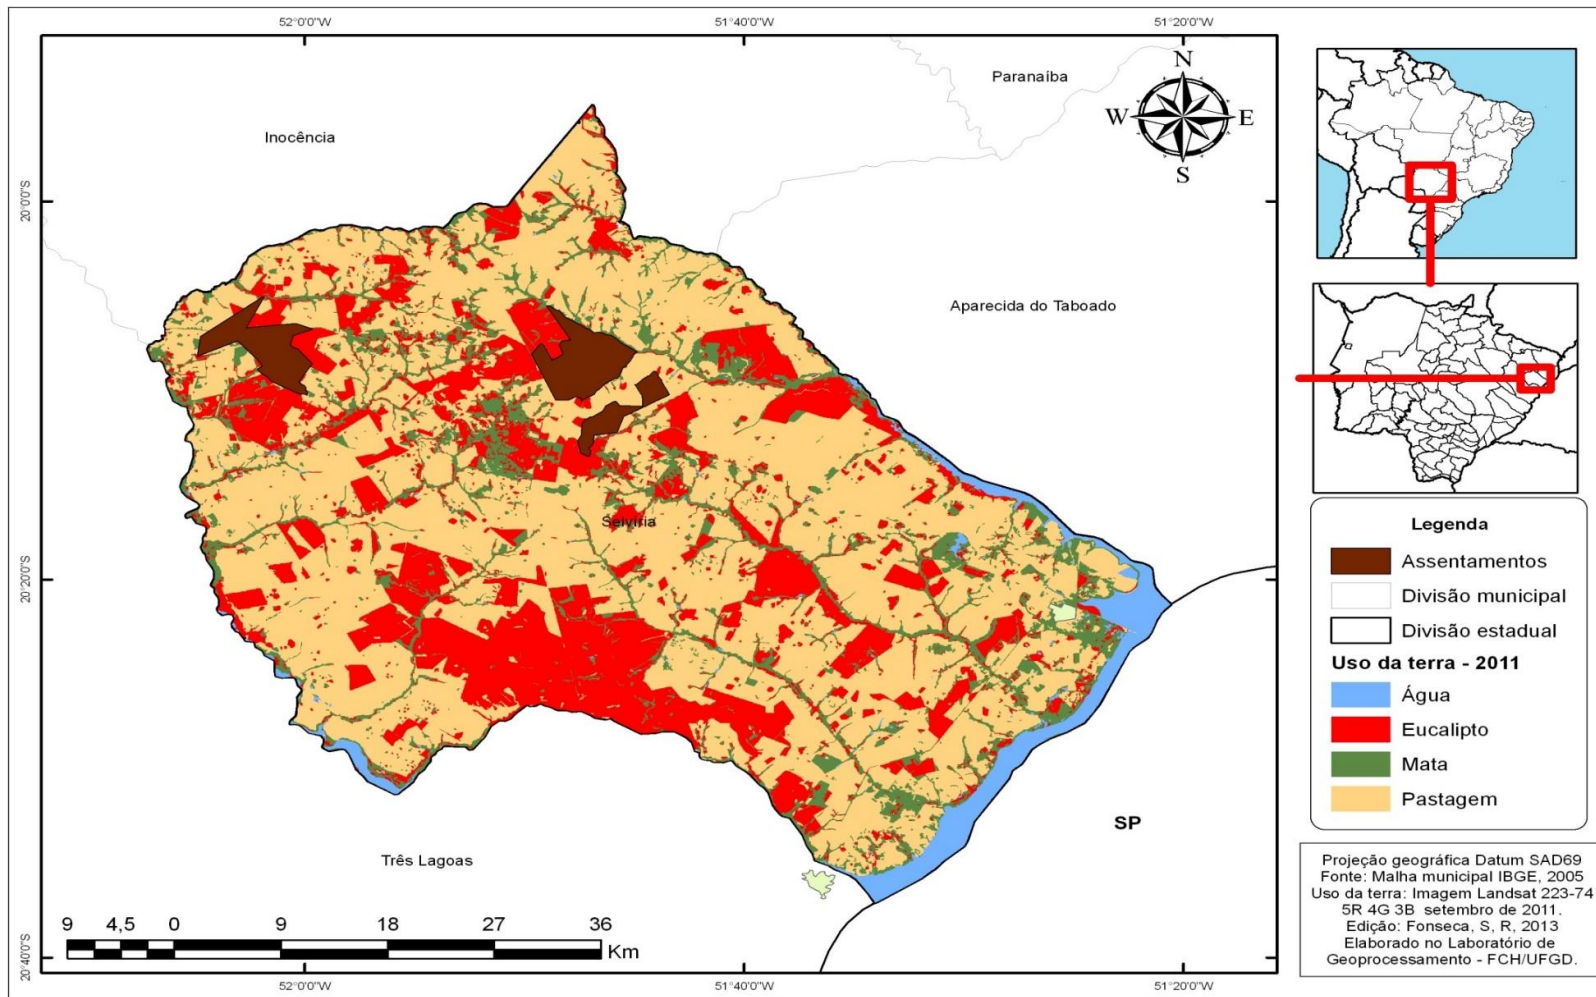 52°0'0"W
51°40'0"W
51°20'0"W
Paranaíba
N
W
E
S
Inocência
20°0'0"S
Aparecida do Taboado
Selvíria
20°20'0"S
SP
Três Lagoas
9
4,5
0
9
18
27
36
Km
20°40'0"S
52°0'0"W
51°40'0"W
51°20'0"W
Legenda
Assentamentos
Divisão municipal
Divisão estadual
Uso da terra - 2011
Água
Eucalipto
Mata
Pastagem
Projeção geográfica Datum SAD69
Fonte: Malha municipal IBGE, 2005
Uso da terra: Imagem Landsat 223-74
5R 4G 3B setembro de 2011.
Edição: Fonseca, S, R, 2013
Elaborado no Laboratório de
Geoprocessamento - FCH/UFGD.